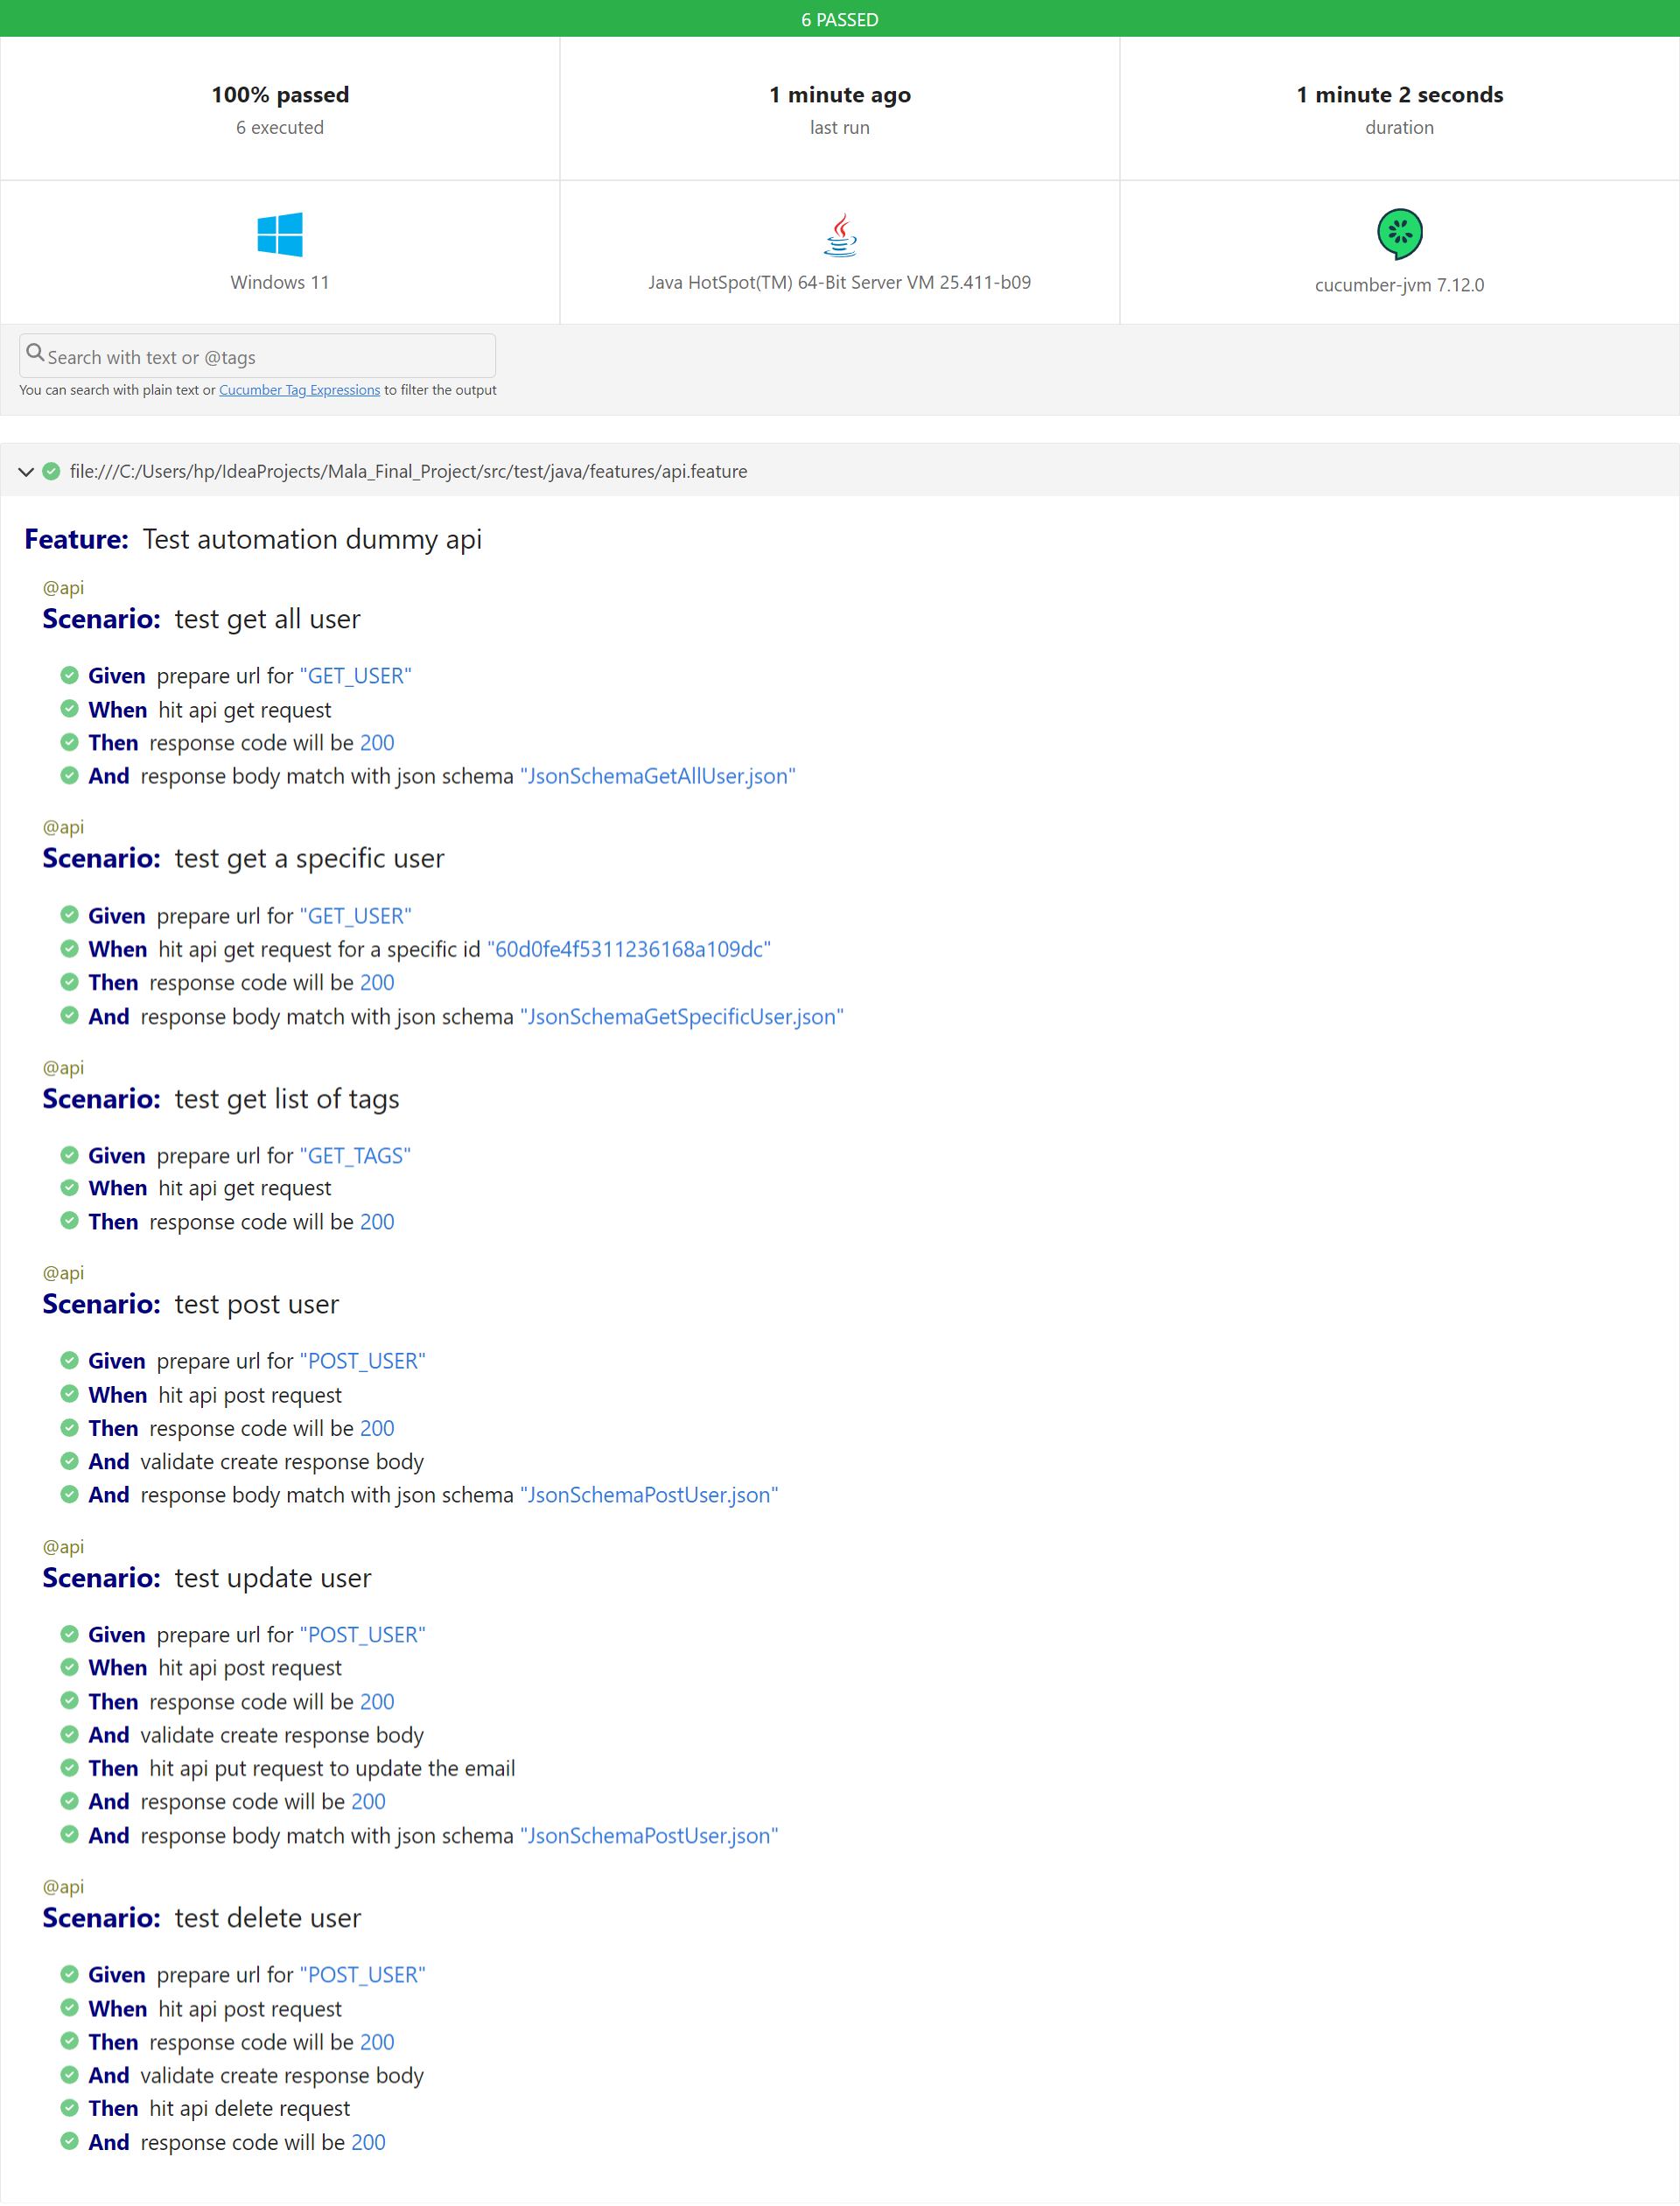 6 PASSED
100% passed
6 executed
1 minute ago
last run
1 minute 2 seconds
duration
Windows 11
Java HotSpot(TM) 64-Bit Server VM 25.411-b09
cucumber-jvm 7.12.0
Search with text or @tags
You can search with plain text or Cucumber Tag Expressions to filter the output
file:///C:/Users/hp/IdeaProjects/Mala_Final_Project/src/test/java/features/api.feature
Feature: Test automation dummy api
@api
Scenario: test get all user
Given prepare url for "GET_USER"
When hit api get request
Then response code will be 200
And response body match with json schema "JsonSchemaGetAllUser.json"
@api
Scenario: test get a specific user
Given prepare url for "GET_USER"
When hit api get request for a specific id "60d0fe4f5311236168a109dc"
Then response code will be 200
And response body match with json schema "JsonSchemaGetSpecificUser.json"
@api
Scenario: test get list of tags
Given prepare url for "GET_TAGS"
When hit api get request
Then response code will be 200
@api
Scenario: test post user
Given prepare url for "POST_USER"
When hit api post request
Then response code will be 200
And validate create response body
And response body match with json schema "JsonSchemaPostUser.json"
@api
Scenario: test update user
Given prepare url for "POST_USER"
When hit api post request
Then response code will be 200
And validate create response body
Then hit api put request to update the email
And response code will be 200
And response body match with json schema "JsonSchemaPostUser.json"
@api
Scenario: test delete user
Given prepare url for "POST_USER"
When hit api post request
Then response code will be 200
And validate create response body
Then hit api delete request
And response code will be 200